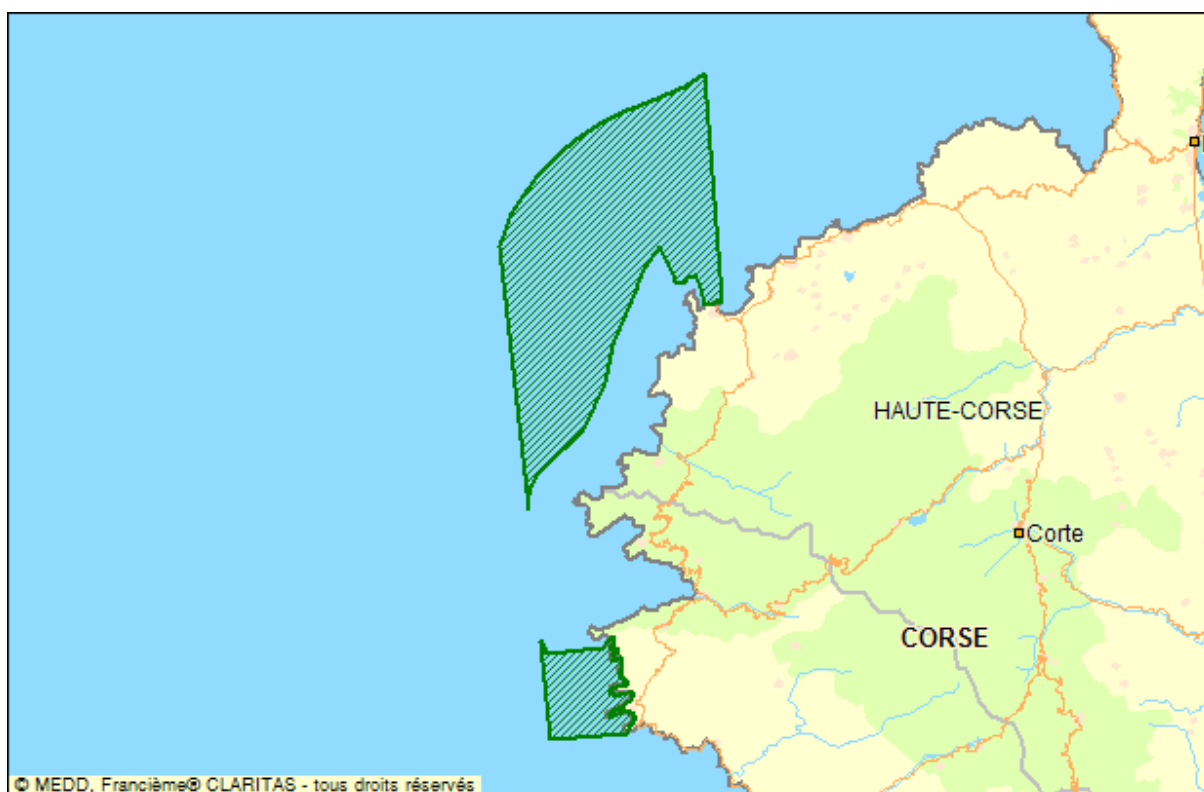 HAUTE-CORSE
Corte
CORSE
© MEDD, Francième® CLARITAS - tous droits réservés